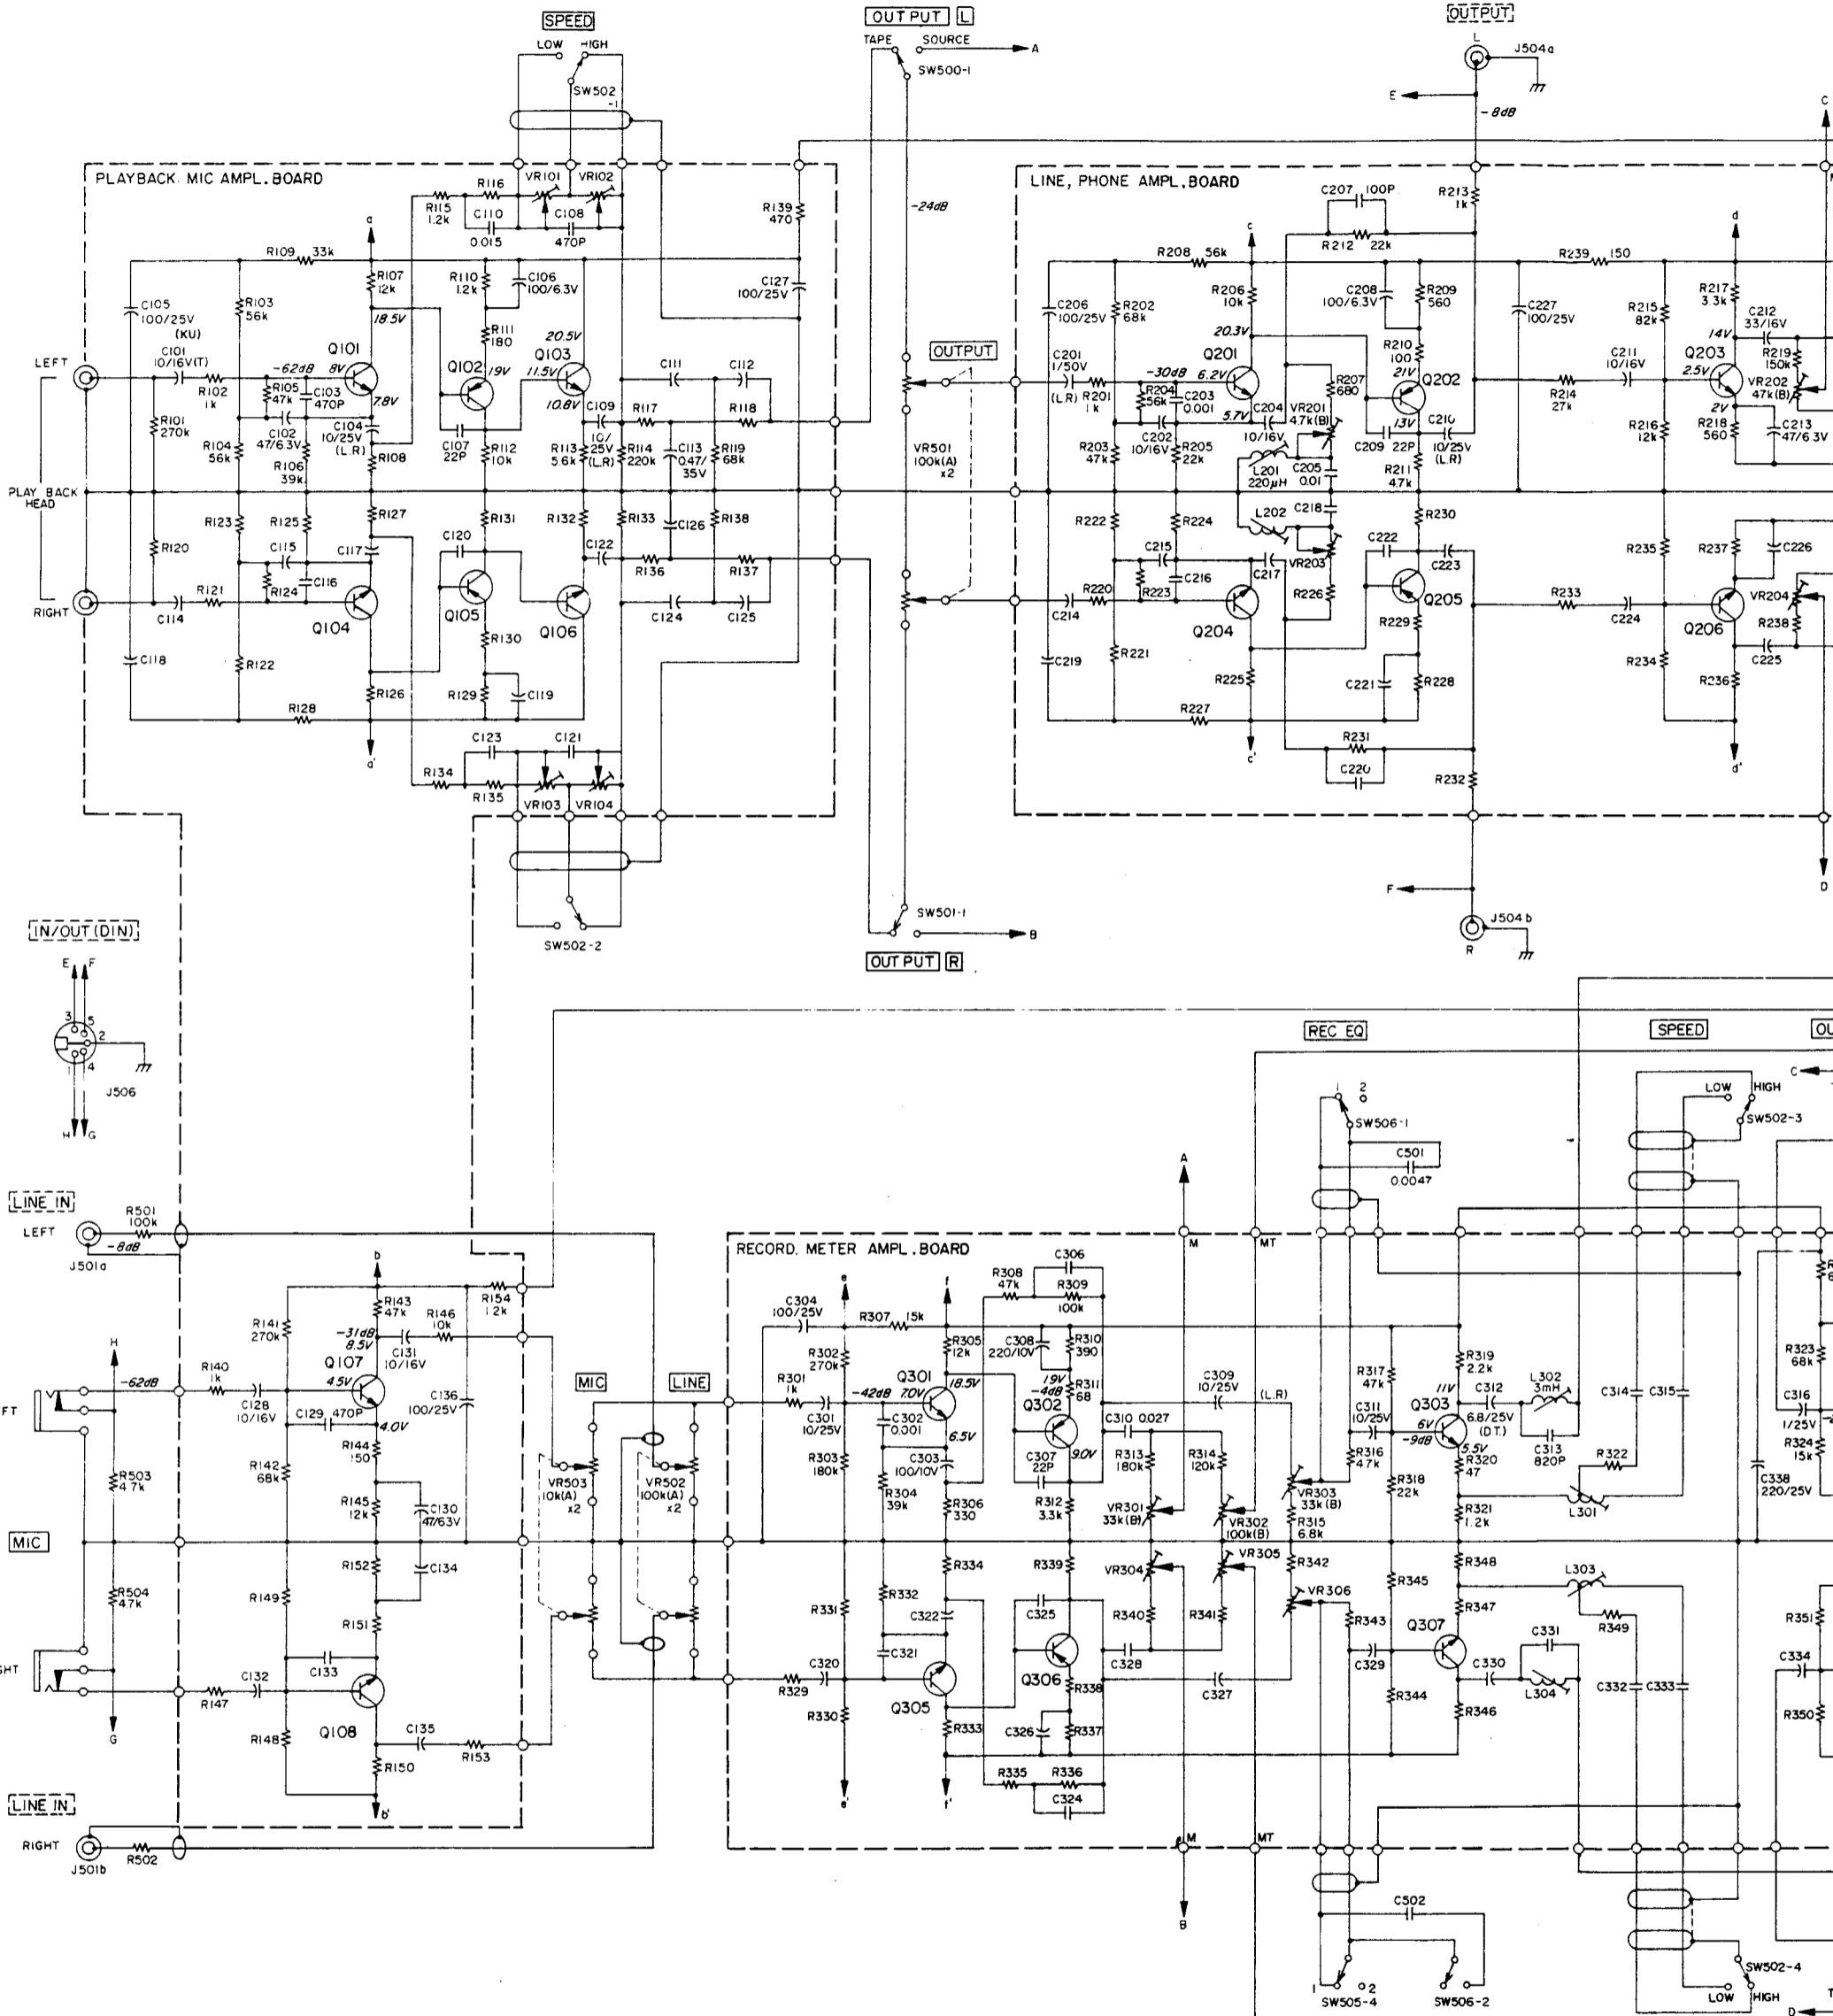 SPEED
OUTPUT L
OUTPUT
LOW HIGH
TAPE SOURCE
A
L
J504a
SW502
-1
SW500-1
E
-8dB
C
PLAYBACK. MIC AMPL. BOARD
LINE, PHONE AMPL. BOARD
R115
1.2k
R116
VR101
VR102
C110
0.015
C108
470P
R139
470
-24dB
C207 100P
R212 22k
R213
1k
a
c
d
R109 33k
R107
12k
R110
1.2k
C106
100/6.3V
C127
100/25V
R208 56k
R206
10k
C208
100/6.3V
R209
560
R239 150
C105
100/25V
(KU)
R103
56k
18.5V
R111
180
20.5V
C206
100/25V
R202
68k
20.3V
R210
100
21V
C227
100/25V
R215
82k
R217
3.3k
C212
33/16V
14V
LEFT
C101
10/16V(T)
R102
1k
-62dB
Q101
8V
R105
47k
C103
470P
7.8V
Q102
19V
Q103
11.5V
10.8V
C111
C112
OUTPUT
C201
1/50V
(L.R)
R201
1k
-30dB
Q201
6.2V
R204
56k
C203
0.001
5.7V
R207
680
VR201
4.7k(B)
Q202
13V
C211
10/16V
R214
27k
Q203
2.5V
2V
R219
150k
VR202
47k(B)
R101
270k
R104
56k
C102
47/6.3V
C104
10/25V
(L.R)
R108
R106
39k
C107
22P
R112
10k
R113
5.6k
C109
10/
25V
(L.R)
R117
R118
R114
220k
C113
0.47/
35V
R119
68k
VR501
100k(A)
x2
R203
47k
C202
10/16V
R205
22k
C204
10/16V
L201
220µH
C205
0.01
C209 22P
R211
4.7k
C210
10/25V
(L.R)
R216
12k
R218
560
C213
47/6.3V
PLAY BACK
HEAD
R123
R125
R127
R131
R132
R133
C126
R138
R222
R224
L202
C218
R230
R120
C115
C117
C120
C122
R136
R137
C215
C217
VR203
C222
C223
R235
R237
C226
RIGHT
C114
R121
R124
C116
Q104
Q105
R130
Q106
C124
C125
C214
R220
R223
C216
Q204
R226
Q205
R229
R233
C224
Q206
VR204
R238
C225
C118
R122
R126
R128
R129
C119
C219
R221
R225
R227
C221
R228
R234
R236
a'
c'
d'
R134
C123
C121
R135
VR103
VR104
R231
C220
R232
SW502-2
SW501-1
B
OUTPUT R
F
J504b
R
D
IN/OUT (DIN)
E F
3 5
2
1 4
J506
H G
REC EQ
SPEED
OU
1 2
SW506-1
C501
0.0047
LOW HIGH
SW502-3
C
A
LINE IN
LEFT
R501
100k
-8dB
J501a
RECORD. METER AMPL. BOARD
M
MT
b
e
f
R154
1.2k
R141
270k
R143
47k
-31dB
8.5V
R146
10k
C131
10/16V
C304
100/25V
R307 15k
R308
47k
C306
R309
100k
R302
270k
R305
12k
C308
220/10V
R310
390
H
-62dB
R140
1k
C128
10/16V
Q107
4.5V
C129 470P
4.0V
C136
100/25V
MIC
LINE
R301
1k
C301
10/25V
-42dB
Q301
7.0V
18.5V
C302
0.001
6.5V
19V
-4dB
Q302
R311
68
C309
10/25V
(L.R)
R317
47k
C311
10/25V
R319
2.2k
11V
Q303
6V
-9dB
5.5V
C312
6.8/25V
(D.T.)
L302
3mH
C313
820P
C314
C315
R323
68k
C316
1/25V
R142
68k
R144
150
R145
12k
C130
47/63V
VR503
10k(A)
x2
VR502
100k(A)
x2
R303
180k
R304
39k
C303
100/10V
R306
330
C307
22P
9.0V
R312
3.3k
C310 0.027
R313
180k
R314
120k
VR301
33k(B)
VR302
100k(B)
VR303
33k(B)
R315
6.8k
R316
4.7k
R318
22k
R320
47
R321
1.2k
L301
R322
C338
220/25V
R324
15k
R503
4.7k
MIC
R504
4.7k
R149
R152
C134
R151
R331
R332
R334
C322
R339
C325
VR304
VR305
R340
R341
R342
VR306
R343
R345
R348
R347
L303
R349
R351
C133
C132
R147
Q108
C135
R148
R150
R153
R329
C320
C321
R330
Q305
R333
Q306
R338
C326
R337
C328
C327
C329
Q307
R344
C330
C331
L304
R346
C332
C333
C334
R350
G
b'
R335
R336
C324
e'
f'
LINE IN
RIGHT
J501b
R502
M
MT
B
C502
1 2
SW505-4
SW506-2
SW502-4
LOW HIGH
D